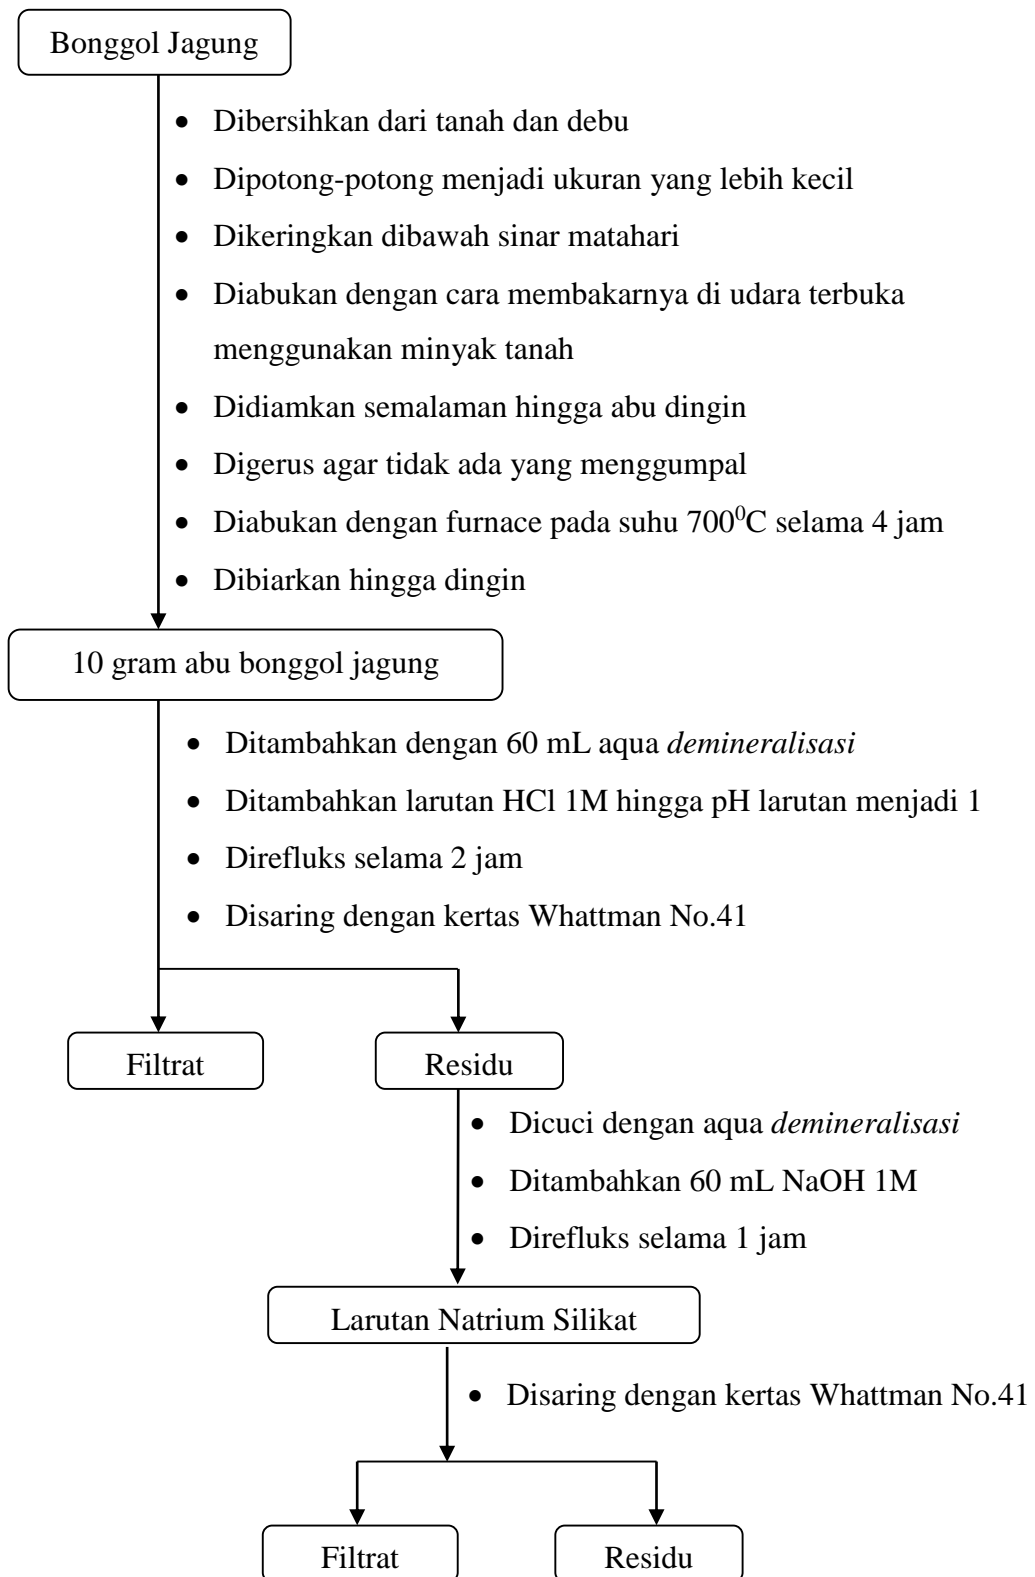 Bonggol Jagung
• Dibersihkan dari tanah dan debu
• Dipotong-potong menjadi ukuran yang lebih kecil
• Dikeringkan dibawah sinar matahari
• Diabukan dengan cara membakarnya di udara terbuka
menggunakan minyak tanah
• Didiamkan semalaman hingga abu dingin
• Digerus agar tidak ada yang menggumpal
• Diabukan dengan furnace pada suhu 700⁰C selama 4 jam
• Dibiarkan hingga dingin
10 gram abu bonggol jagung
• Ditambahkan dengan 60 mL aqua demineralisasi
• Ditambahkan larutan HCl 1M hingga pH larutan menjadi 1
• Direfluks selama 2 jam
• Disaring dengan kertas Whattman No.41
Filtrat Residu
• Dicuci dengan aqua demineralisasi
• Ditambahkan 60 mL NaOH 1M
• Direfluks selama 1 jam
Larutan Natrium Silikat
• Disaring dengan kertas Whattman No.41
Filtrat Residu